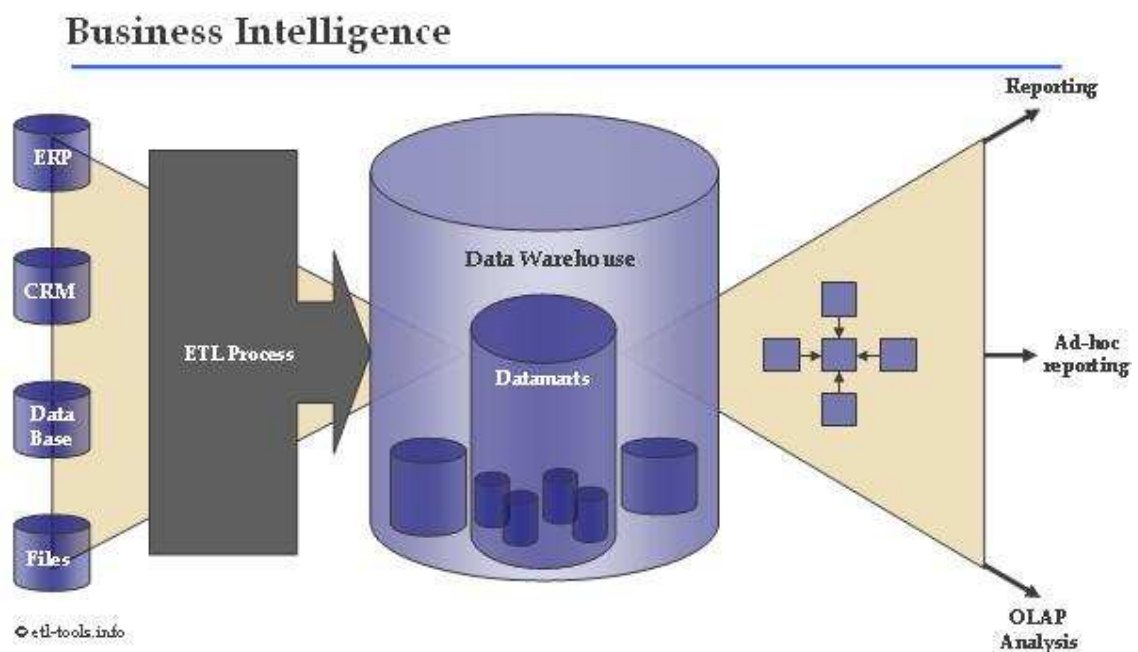 Business Intelligence
Reporting
ERP
CRM
Data
Base
Files
ETL Process
Data Warehouse
Datamarts
Ad-hoc
reporting
OLAP
Analysis
© etl-tools.info